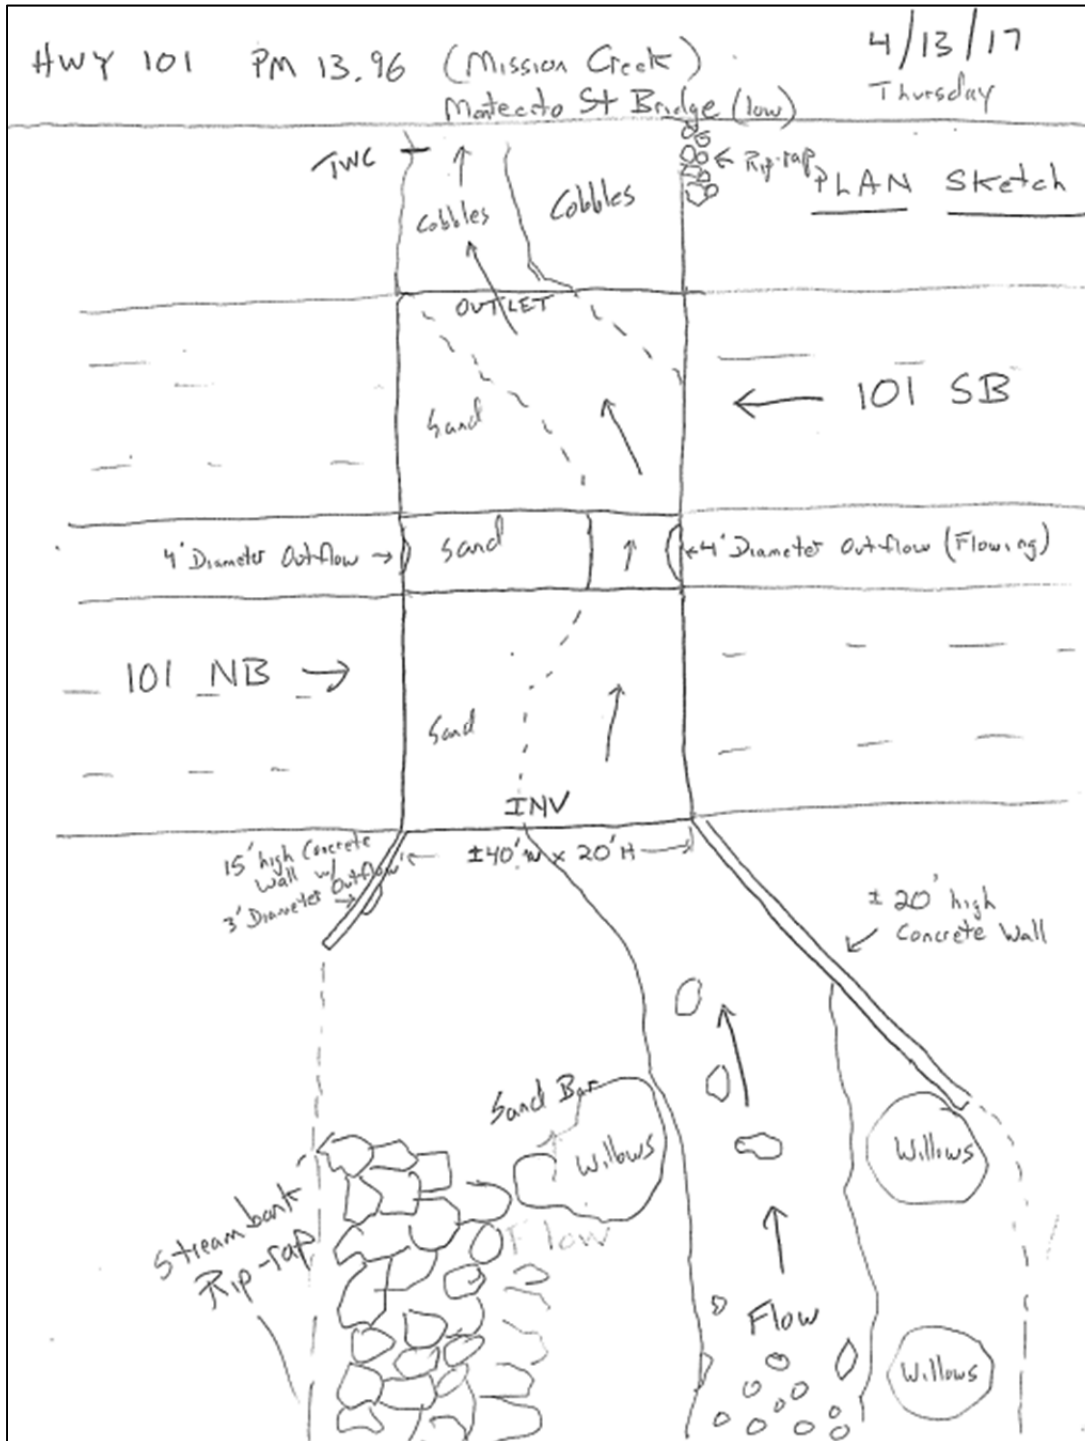 HWY 101 PM 13.96 (Mission Creek)
4/13/17
Montecito St Bridge (low)
Thursday
TWC
Rip-rap
PLAN Sketch
Cobbles
Cobbles
OUTLET
101 SB
Sand
4' Diameter Outflow
Sand
4' Diameter Outflow (Flowing)
101 NB
Sand
INV
±40' W x 20' H
15' high Concrete
Wall w/
3' Diameter Outflow
± 20' high
Concrete Wall
Sand Bar
Willows
Willows
Streambank
Rip-rap
Flow
Flow
Willows